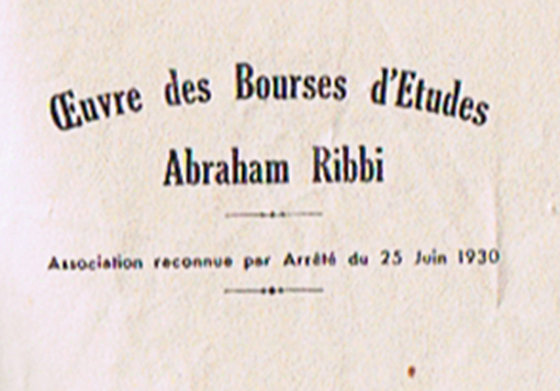 Œuvre des Bourses d'Etudes
Abraham Ribbi
Association reconnue par Arrêté du 25 Juin 1930